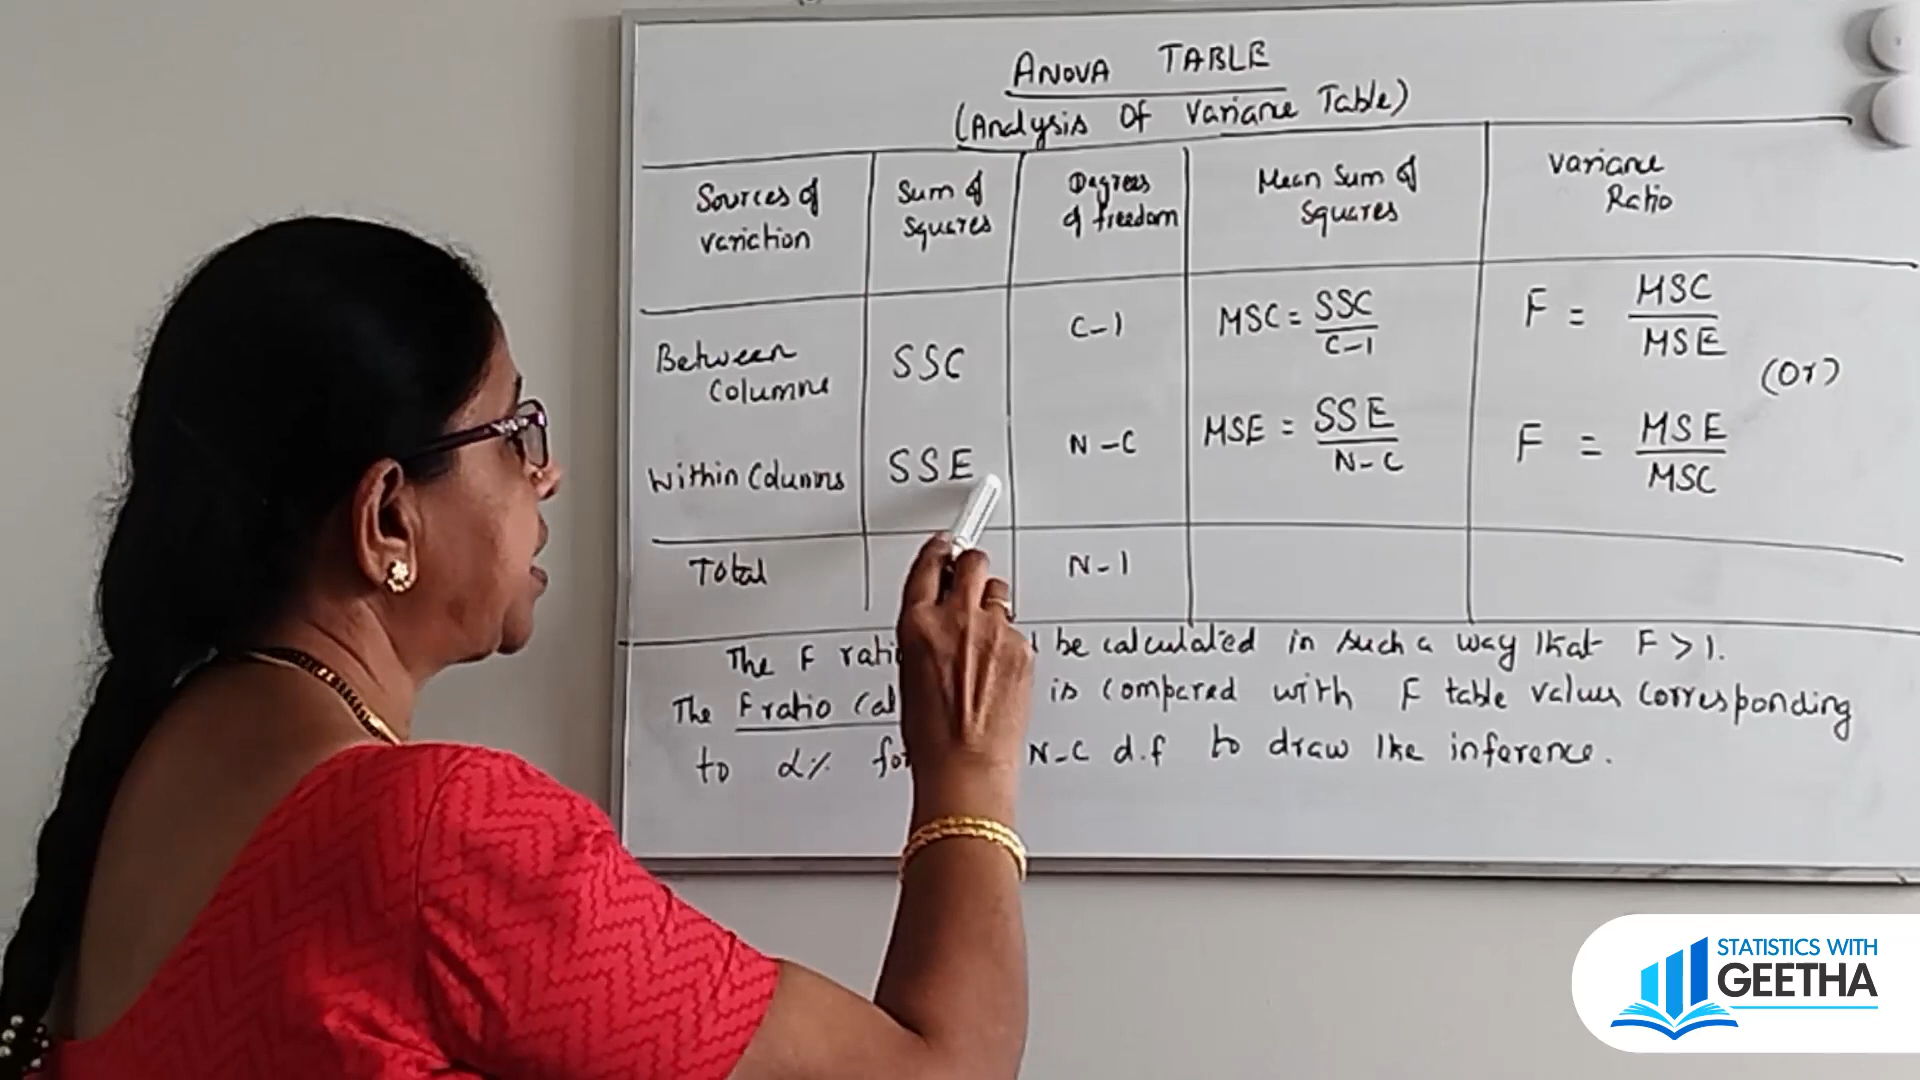 ANOVA TABLE
(Analysis Of Variance Table)
Sources of variation
Sum of Squares
Degrees of freedom
Mean Sum of Squares
Variance Ratio
Between Columns
SSC
C-1
MSC = SSC / C-1
F = MSC / MSE
(Or)
Within Columns
SSE
N-C
MSE = SSE / N-C
F = MSE / MSC
Total
N-1
The F rati be calculated in such a way that F > 1.
The F ratio Cal is compared with F table values corresponding
to α% for N-C d.f to draw the inference.
STATISTICS WITH
GEETHA